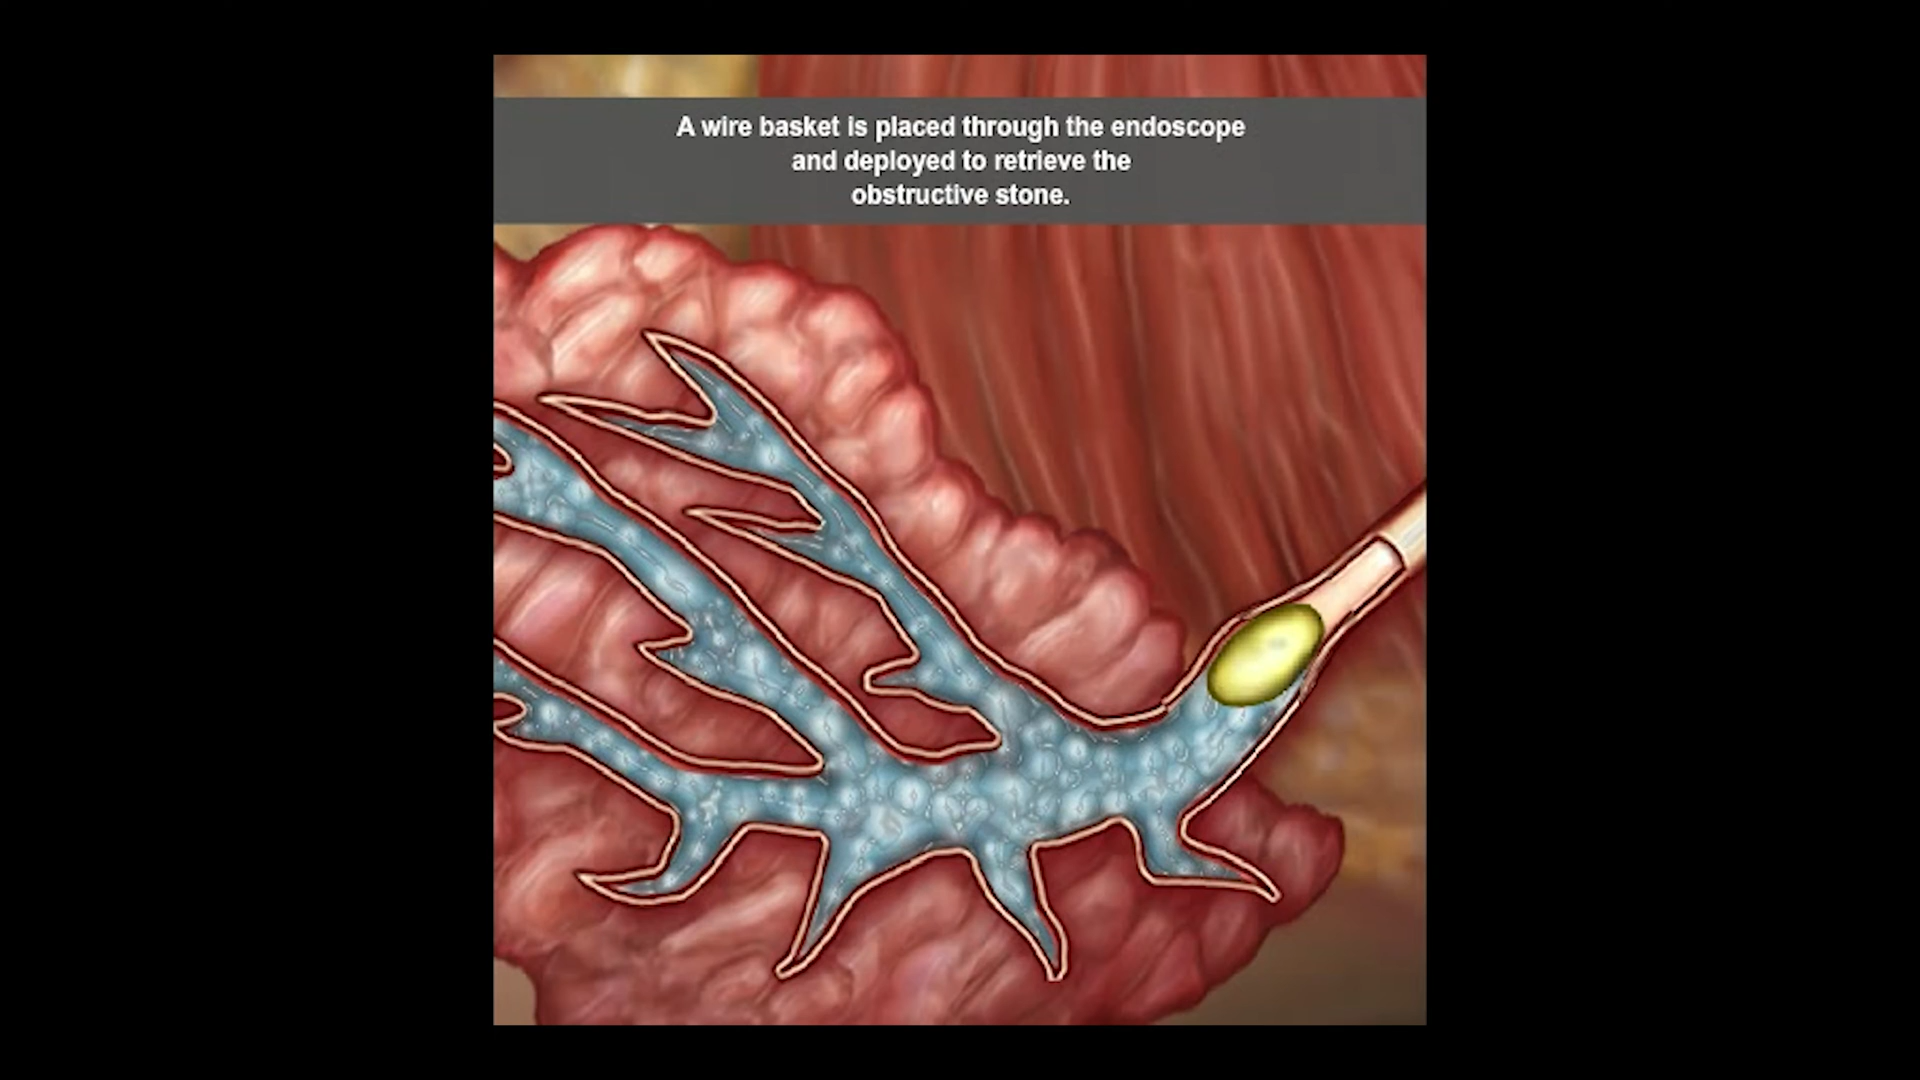 A wire basket is placed through the endoscope
and deployed to retrieve the
obstructive stone.